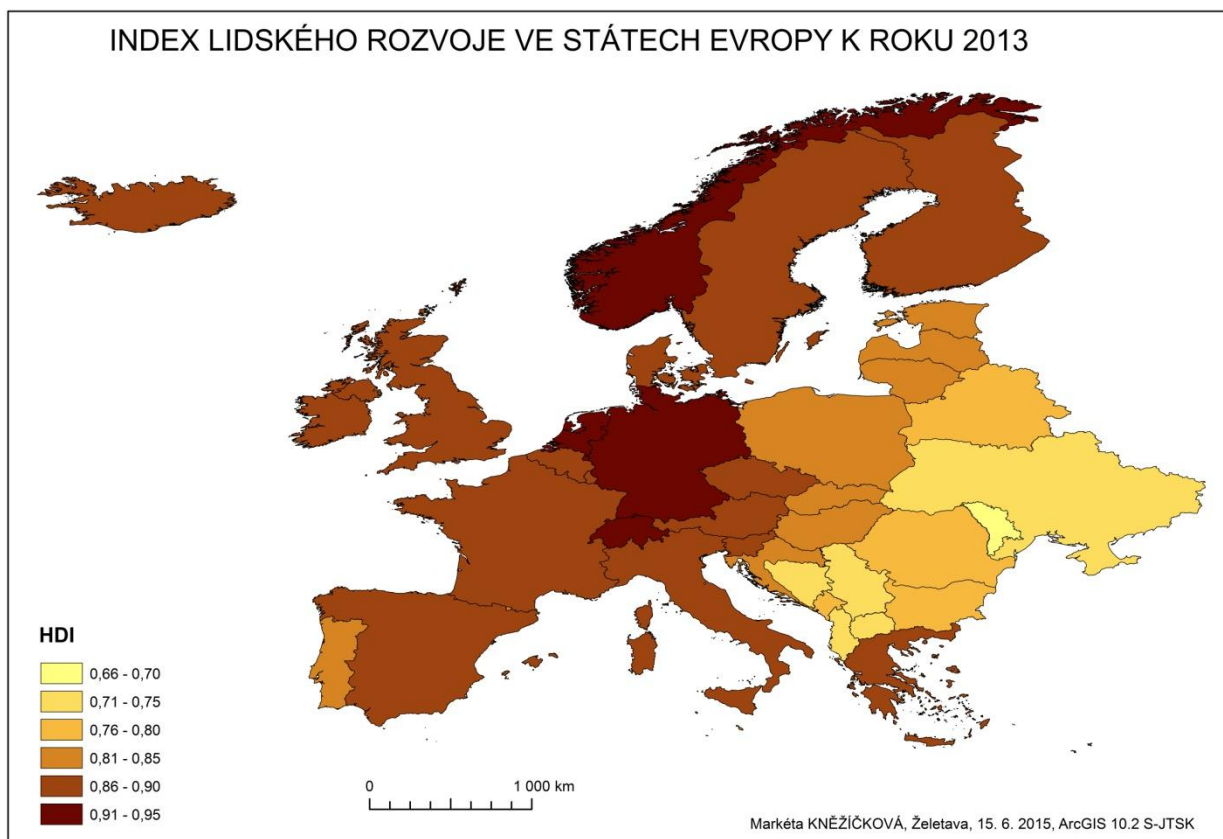 INDEX LIDSKÉHO ROZVOJE VE STÁTECH EVROPY K ROKU 2013
HDI
0,66 - 0,70
0,71 - 0,75
0,76 - 0,80
0,81 - 0,85
0,86 - 0,90
0,91 - 0,95
0 1 000 km
Markéta KNĚŽÍČKOVÁ, Želetava, 15. 6. 2015, ArcGIS 10.2 S-JTSK